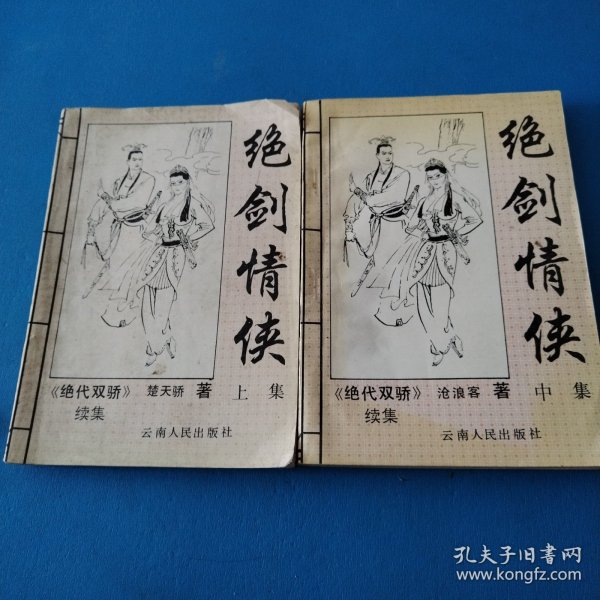 绝剑情侠
《绝代双骄》 楚天骄 著 上集
续集
云南人民出版社
绝剑情侠
《绝代双骄》 沧浪客 著 中集
续集
云南人民出版社
孔夫子旧书网
www.kongfz.com